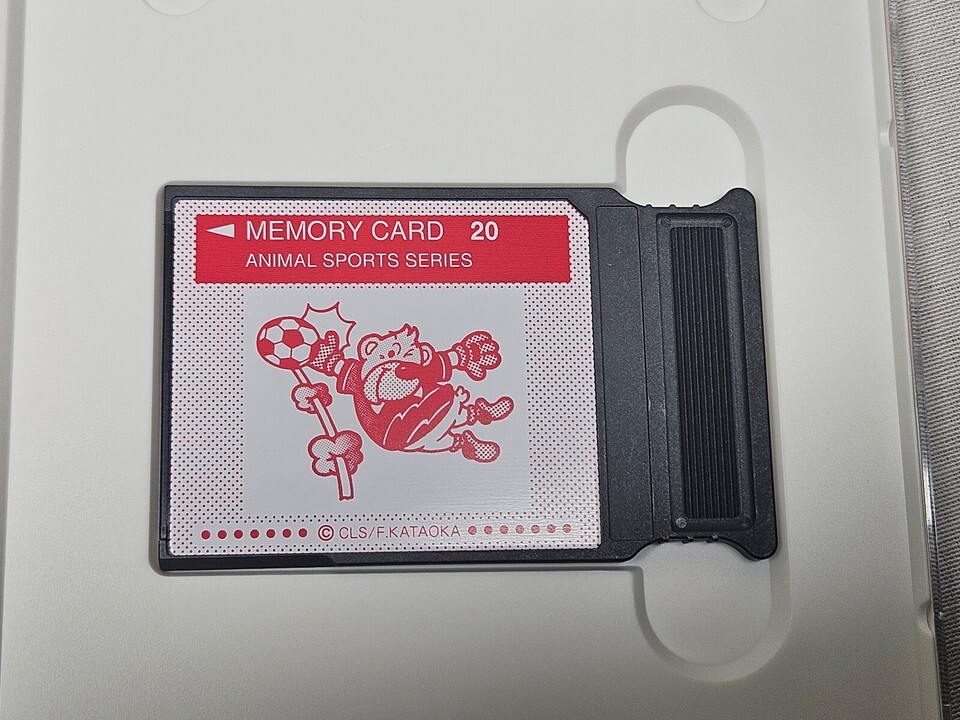 MEMORY CARD 20
ANIMAL SPORTS SERIES
© CLS/F.KATAOKA